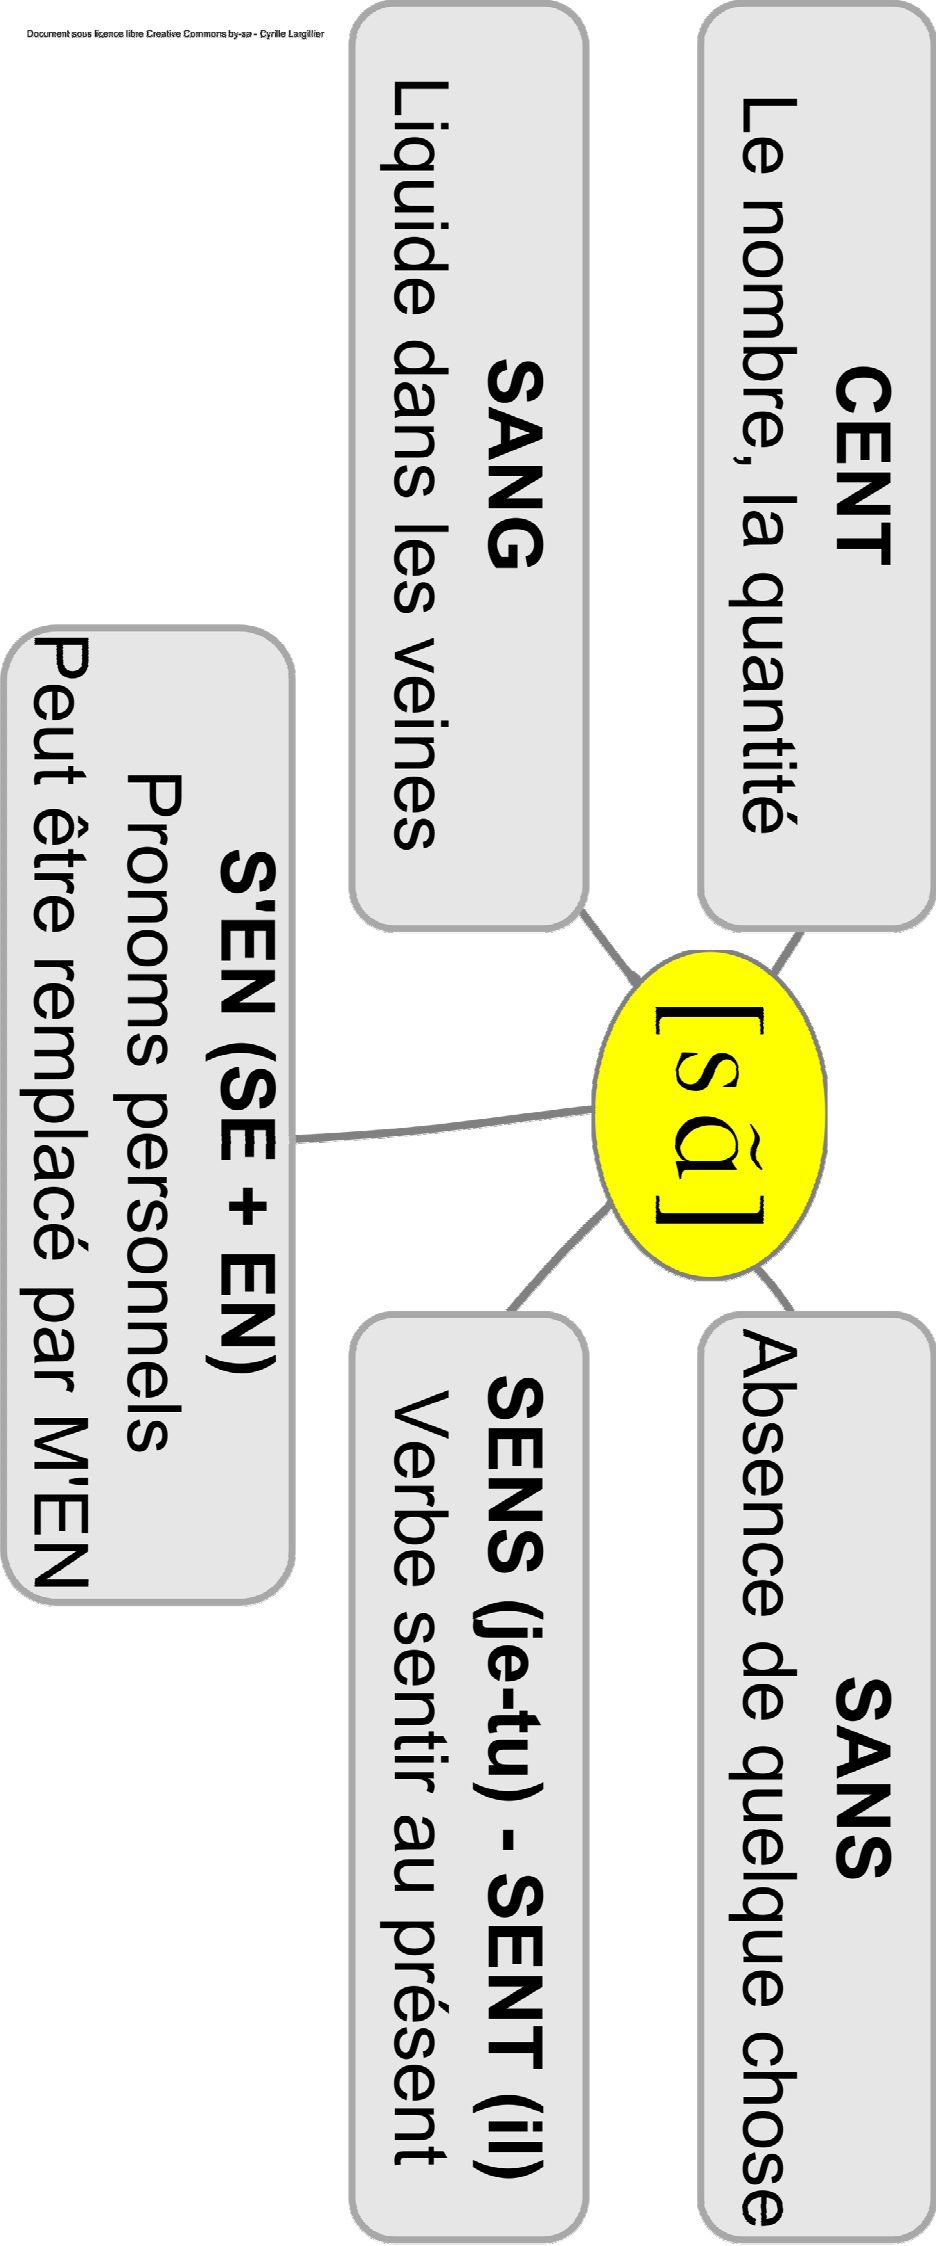 Document sous licence libre Creative Commons by-sa - Cyrille Largillier
CENT
Le nombre, la quantité
SANS
Absence de quelque chose
[sɑ̃]
SANG
Liquide dans les veines
SENS (je-tu) - SENT (il)
Verbe sentir au présent
S'EN (SE + EN)
Pronoms personnels
Peut être remplacé par M'EN